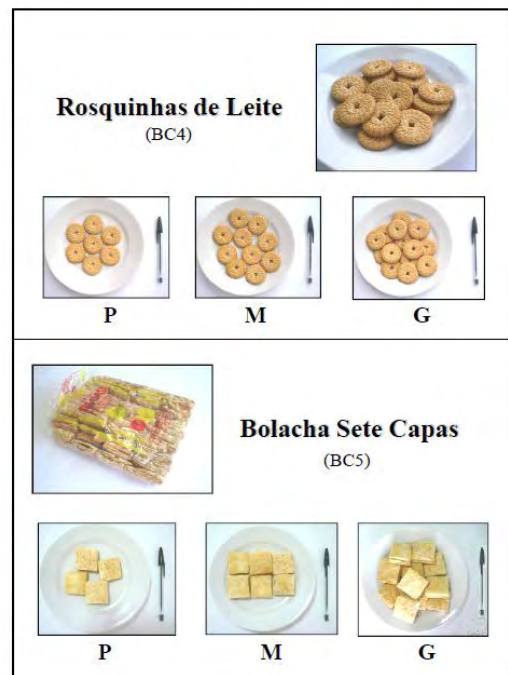 Rosquinhas de Leite
(BC4)
P M G
Bolacha Sete Capas
(BC5)
P M G